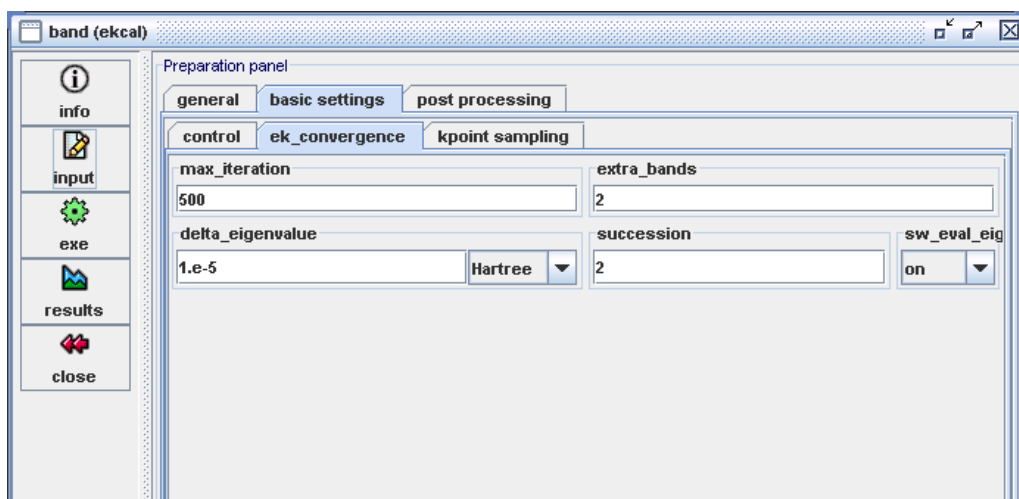 band (ekcal)
info
input
exe
results
close
Preparation panel
general basic settings post processing
control ek_convergence kpoint sampling
max_iteration extra_bands
500 2
delta_eigenvalue succession sw_eval_eig
1.e-5 Hartree 2 on